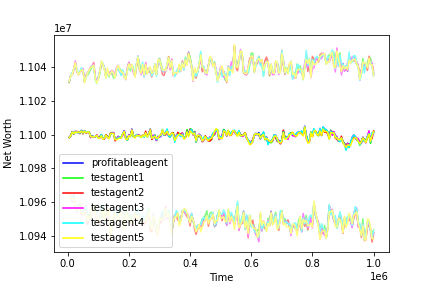 1e7
1.104
1.102
1.100
1.098
1.096
1.094
Net Worth
profitableagent
testagent1
testagent2
testagent3
testagent4
testagent5
0.0 0.2 0.4 0.6 0.8 1.0
Time
1e6